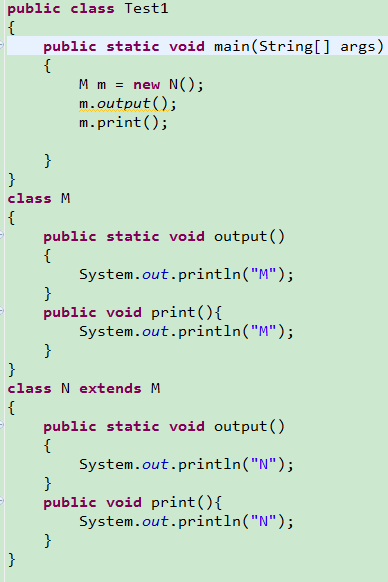 public class Test1
{
    public static void main(String[] args)
    {
        M m = new N();
        m.output();
        m.print();

    }
}
class M
{
    public static void output()
    {
        System.out.println("M");
    }
    public void print(){
        System.out.println("M");
    }
}
class N extends M
{
    public static void output()
    {
        System.out.println("N");
    }
    public void print(){
        System.out.println("N");
    }
}